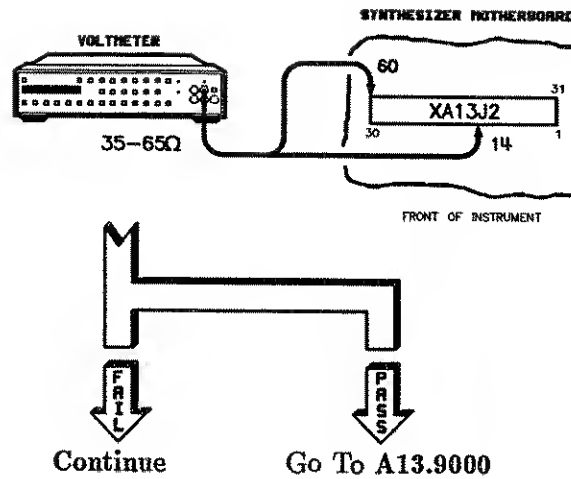 SYNTHESIZER MOTHERBOARD
VOLTMETER
60
31
XA13J2
35-65Ω
30
14
1
FRONT OF INSTRUMENT
FAIL
PASS
Continue
Go To A13.9000